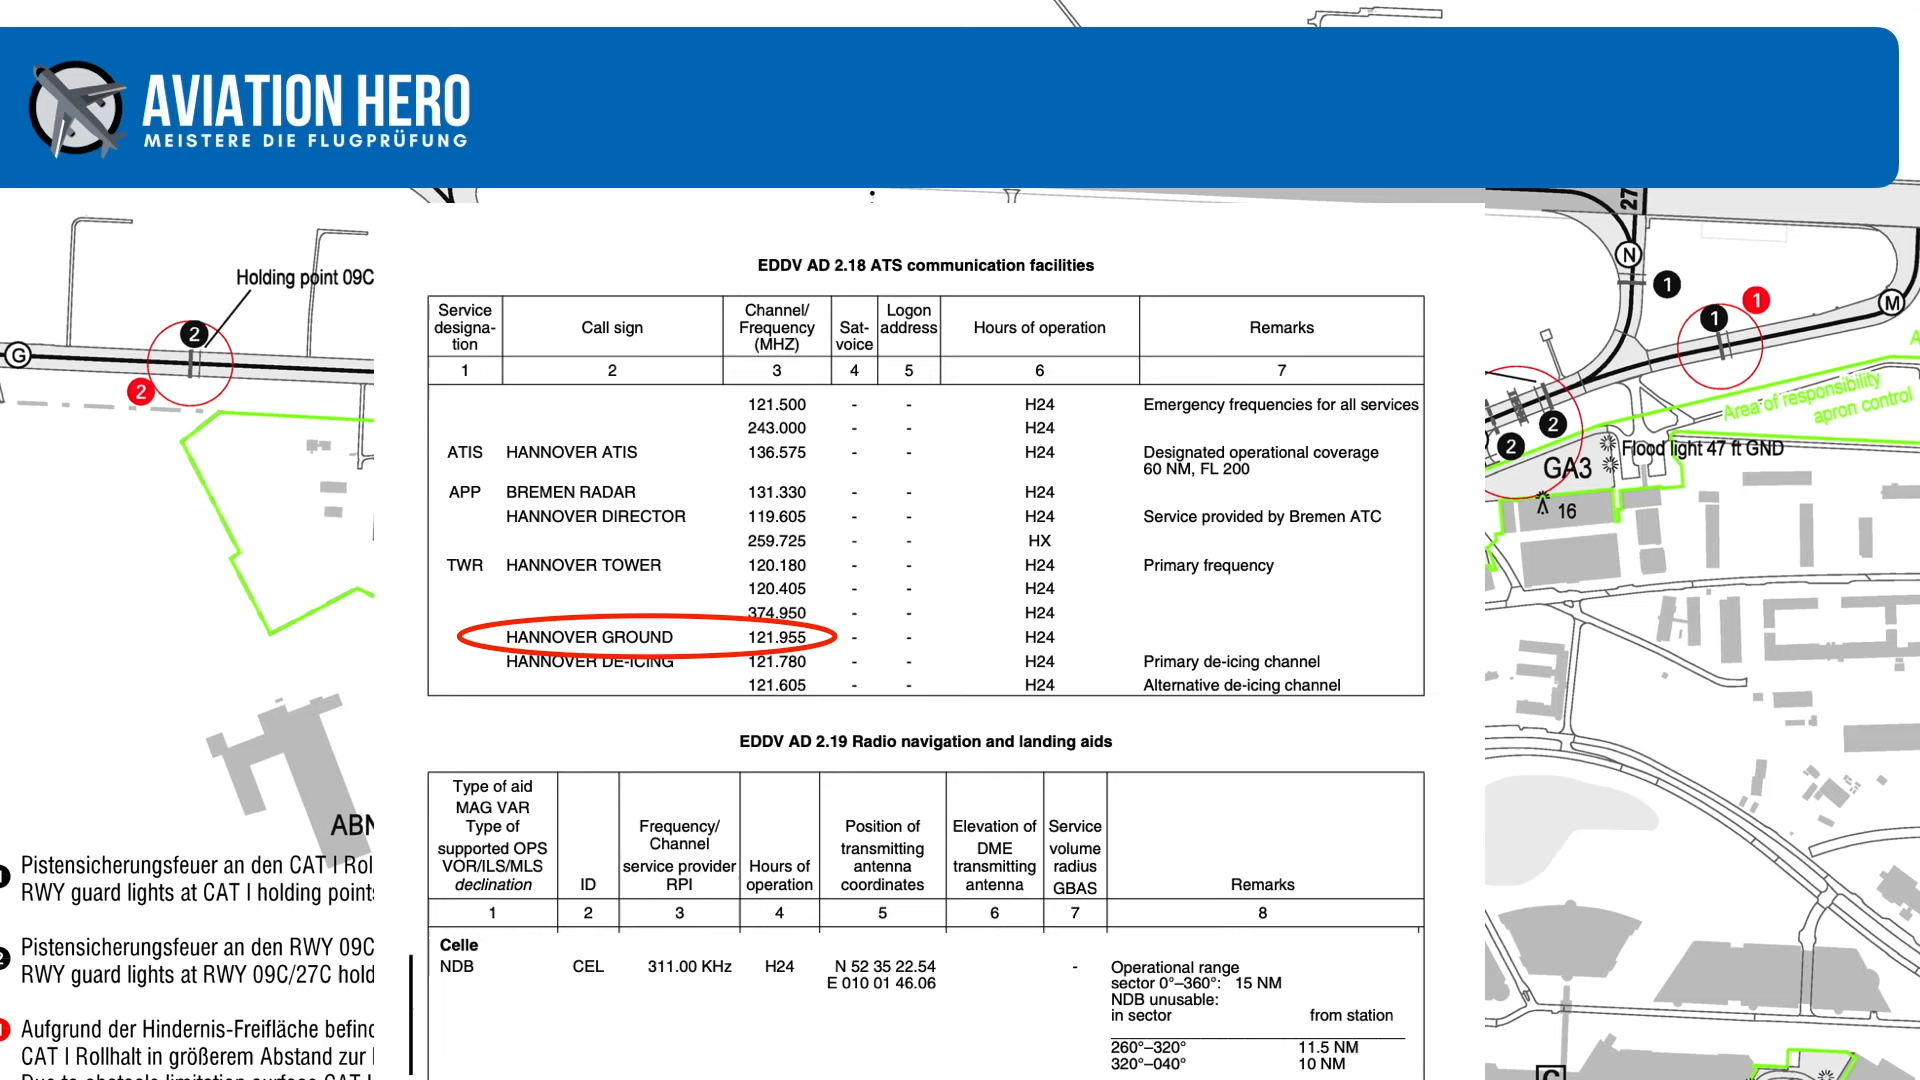 AVIATION HERO
MEISTERE DIE FLUGPRÜFUNG
27
Holding point 09C
2
G
2
N
1
1
1
M
2
2
Area of responsibility
apron control
Flood light 47 ft GND
GA3
16
EDDV AD 2.18 ATS communication facilities
Service designa-tion Call sign Channel/Frequency (MHZ) Sat-voice Logon address Hours of operation Remarks
1 2 3 4 5 6 7
121.500 - - H24 Emergency frequencies for all services
243.000 - - H24
ATIS HANNOVER ATIS 136.575 - - H24 Designated operational coverage
60 NM, FL 200
APP BREMEN RADAR 131.330 - - H24
HANNOVER DIRECTOR 119.605 - - H24 Service provided by Bremen ATC
259.725 - - HX
TWR HANNOVER TOWER 120.180 - - H24 Primary frequency
120.405 - - H24
374.950 - - H24
HANNOVER GROUND 121.955 - - H24
HANNOVER DE-ICING 121.780 - - H24 Primary de-icing channel
121.605 - - H24 Alternative de-icing channel
EDDV AD 2.19 Radio navigation and landing aids
Type of aid MAG VAR Type of supported OPS VOR/ILS/MLS declination ID Frequency/Channel service provider RPI Hours of operation Position of transmitting antenna coordinates Elevation of DME transmitting antenna Service volume radius GBAS Remarks
1 2 3 4 5 6 7 8
Celle
NDB CEL 311.00 KHz H24 N 52 35 22.54 - Operational range
E 010 01 46.06 sector 0°–360°: 15 NM
NDB unusable:
in sector from station
260°–320° 11.5 NM
320°–040° 10 NM
Pistensicherungsfeuer an den CAT I
RWY guard lights at CAT I holding
Pistensicherungsfeuer an den RWY 09C
RWY guard lights at RWY 09C/27C
Aufgrund der Hindernis-Freifläche
CAT I Rollhalt in größerem Abstand zur
C